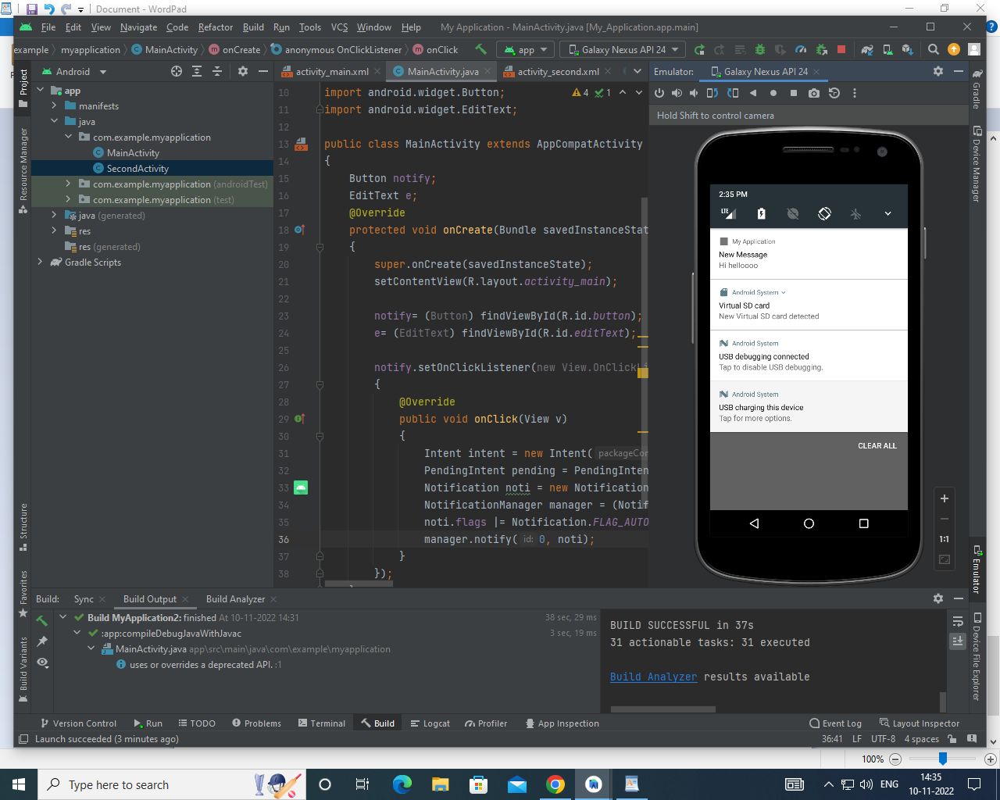 Document - WordPad
File Edit View Navigate Code Refactor Build Run Tools VCS Window Help My Application - MainActivity.java [My_Application.app.main]
example myapplication MainActivity onCreate anonymous OnClickListener onClick app Galaxy Nexus API 24
Android
activity_main.xml MainActivity.java activity_second.xml
Emulator: Galaxy Nexus API 24
Hold Shift to control camera
Project
Resource Manager
Structure
Favorites
Build Variants
Gradle
Device Manager
Emulator
Device File Explorer
app
manifests
java
com.example.myapplication
MainActivity
SecondActivity
com.example.myapplication (androidTest)
com.example.myapplication (test)
java (generated)
res
res (generated)
Gradle Scripts
4 1
10 import android.widget.Button;
11 import android.widget.EditText;
12
13 public class MainActivity extends AppCompatActivity
14 {
15 Button notify;
16 EditText e;
17 @Override
18 protected void onCreate(Bundle savedInstanceStat
19 {
20 super.onCreate(savedInstanceState);
21 setContentView(R.layout.activity_main);
22
23 notify= (Button) findViewById(R.id.button);
24 e= (EditText) findViewById(R.id.editText);
25
26 notify.setOnClickListener(new View.OnClickLi
27 {
28 @Override
29 public void onClick(View v)
30 {
31 Intent intent = new Intent( packageCon
32 PendingIntent pending = PendingInten
33 Notification noti = new Notification
34 NotificationManager manager = (Notif
35 noti.flags |= Notification.FLAG_AUTO
36 manager.notify( id: 0, noti);
37 }
38 });
2:35 PM
LTE
My Application
New Message
Hi helloooo
Android System
Virtual SD card
New Virtual SD card detected
Android System
USB debugging connected
Tap to disable USB debugging.
Android System
USB charging this device
Tap for more options.
CLEAR ALL
1:1
Build: Sync Build Output Build Analyzer
Build MyApplication2: finished At 10-11-2022 14:31 38 sec, 29 ms
:app:compileDebugJavaWithJavac 3 sec, 19 ms
MainActivity.java app\src\main\java\com\example\myapplication
uses or overrides a deprecated API. :1
BUILD SUCCESSFUL in 37s
31 actionable tasks: 31 executed
Build Analyzer results available
Version Control Run TODO Problems Terminal Build Logcat Profiler App Inspection Event Log Layout Inspector
Launch succeeded (3 minutes ago) 36:41 LF UTF-8 4 spaces
100%
Type here to search
ENG
14:35
10-11-2022